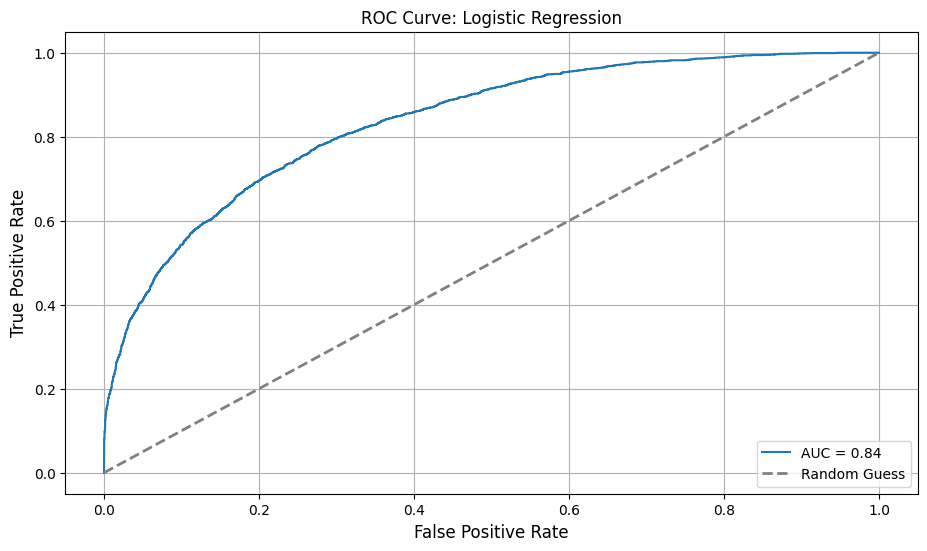 ROC Curve: Logistic Regression
True Positive Rate
1.0
0.8
0.6
0.4
0.2
0.0
AUC = 0.84
Random Guess
0.0 0.2 0.4 0.6 0.8 1.0
False Positive Rate